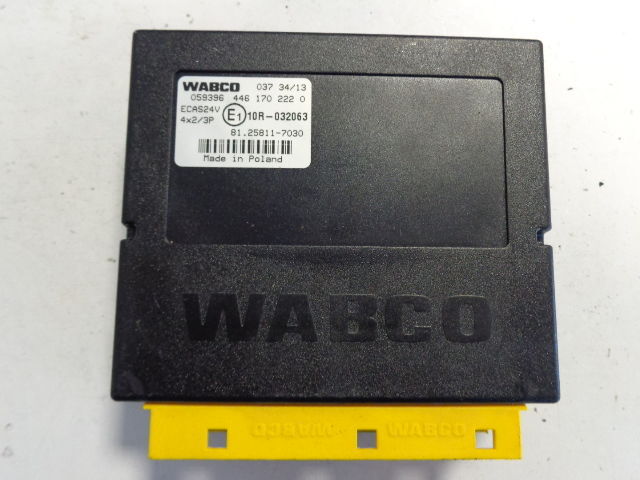 WABCO 037 34/13
059396 446 170 222 0
ECAS24V
4x2/3P E1 10R-032063
81.25811-7030
Made in Poland
WABCO
WABCO WABCO